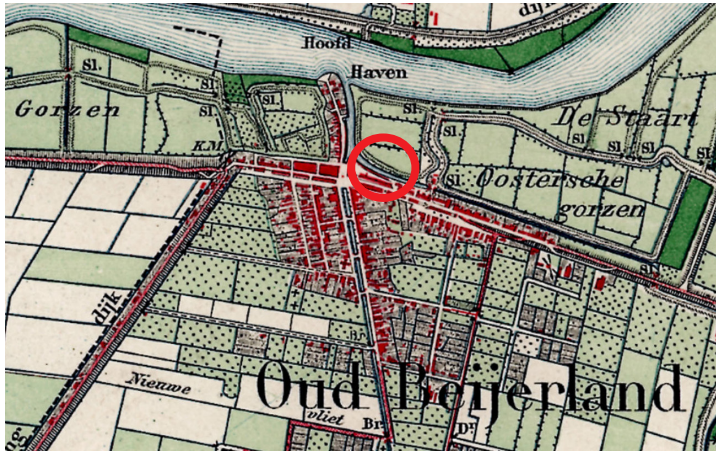 dijk
Hoofd
Haven
Sl.
Sl.
Sl.
Gorzen
Sl.
Sl.
De Staart
K.M.
Sl.
Sl.
Oostersche
gorzen
Sl.
dijk
Oud Beijerland
Nieuwe
vliet
Br.